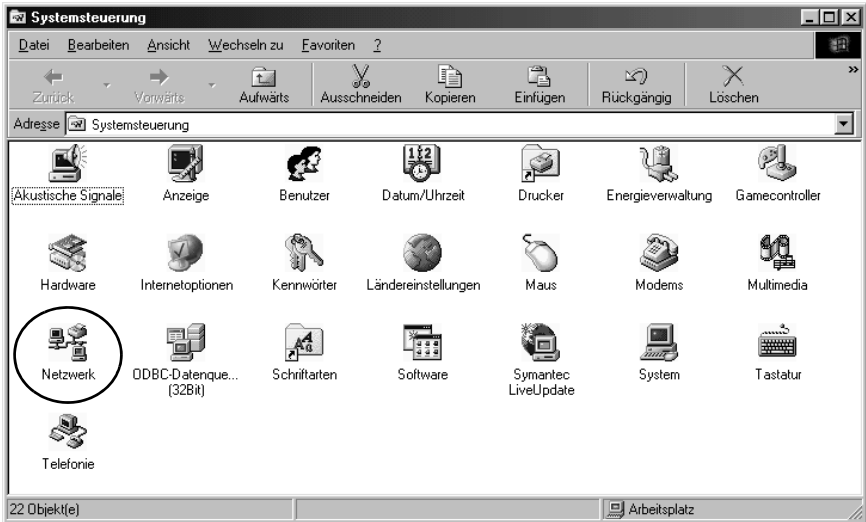 Systemsteuerung
Datei Bearbeiten Ansicht Wechseln zu Favoriten ?
Zurück Vorwärts Aufwärts Ausschneiden Kopieren Einfügen Rückgängig Löschen »
Adresse Systemsteuerung
Akustische Signale Anzeige Benutzer Datum/Uhrzeit Drucker Energieverwaltung Gamecontroller
Hardware Internetoptionen Kennwörter Ländereinstellungen Maus Modems Multimedia
Netzwerk ODBC-Datenque... Schriftarten Software Symantec System Tastatur
(32Bit) LiveUpdate
Telefonie
22 Objekt(e) Arbeitsplatz